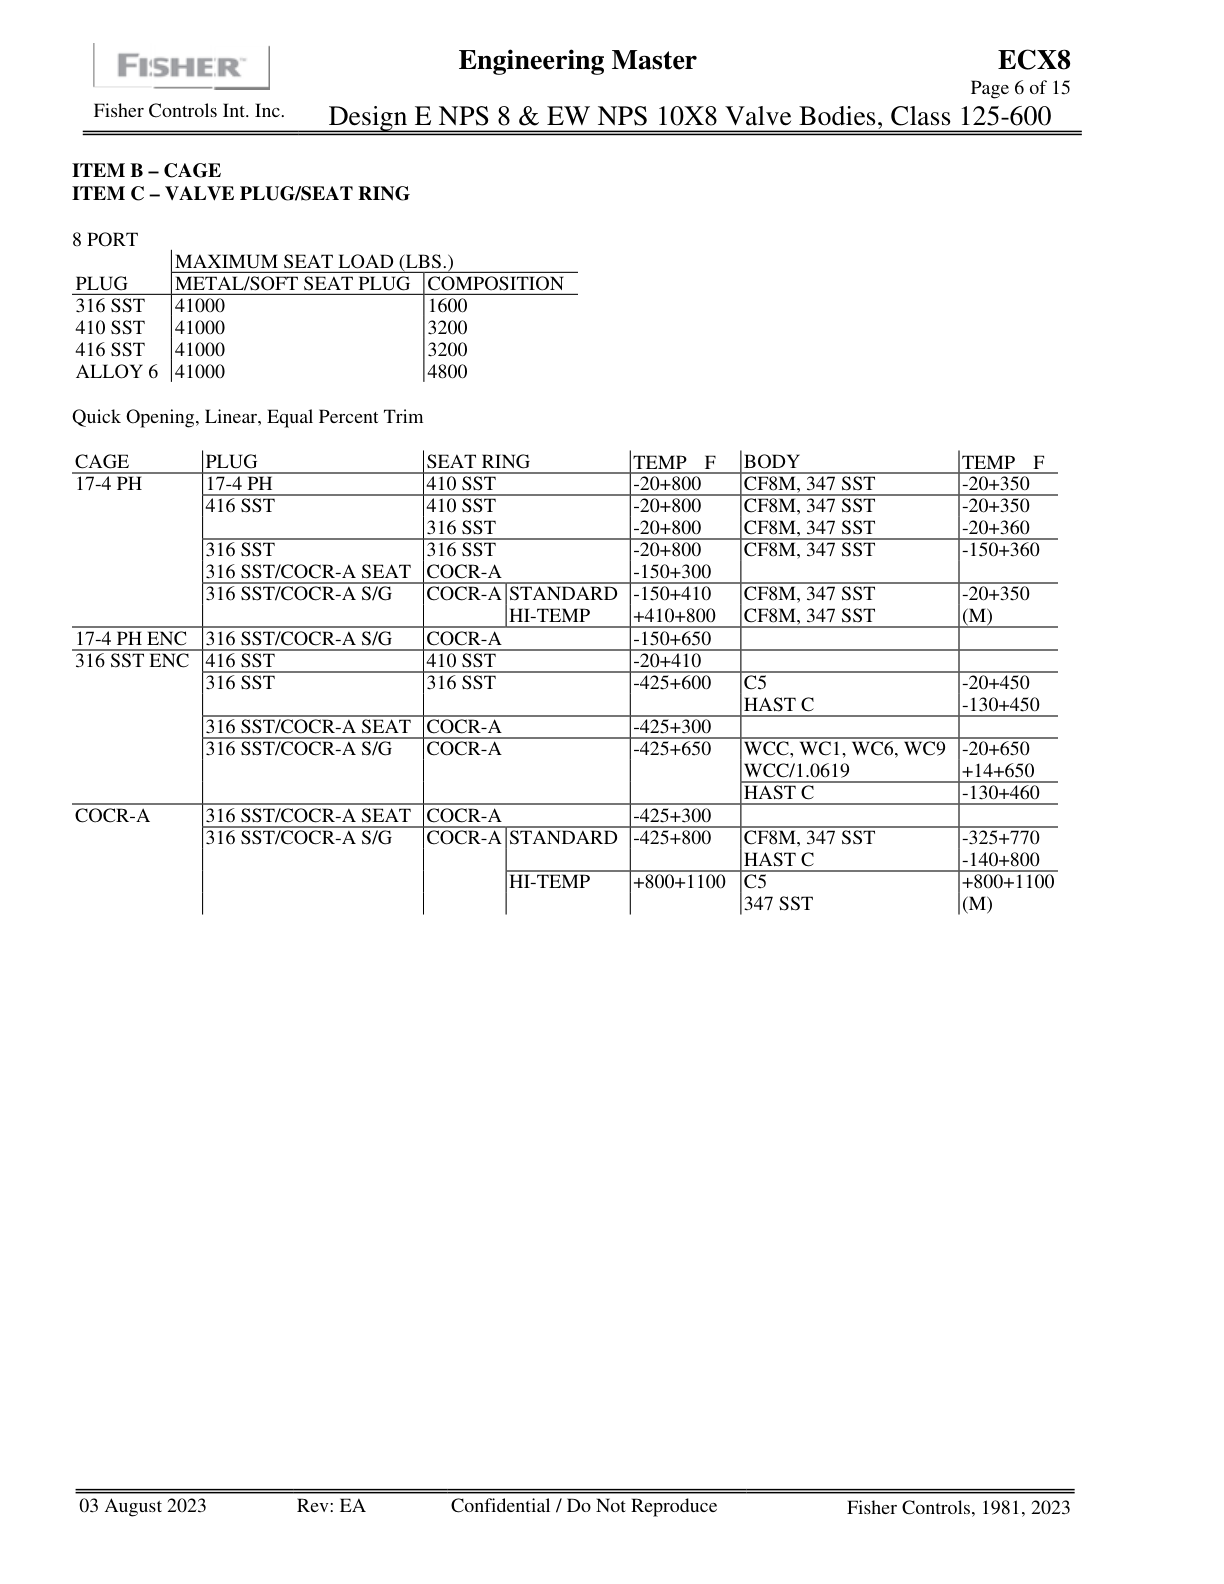 FISHER™ Engineering Master ECX8
Page 6 of 15
Fisher Controls Int. Inc. Design E NPS 8 & EW NPS 10X8 Valve Bodies, Class 125-600
ITEM B – CAGE
ITEM C – VALVE PLUG/SEAT RING
8 PORT
MAXIMUM SEAT LOAD (LBS.)
PLUG METAL/SOFT SEAT PLUG COMPOSITION
316 SST 41000 1600
410 SST 41000 3200
416 SST 41000 3200
ALLOY 6 41000 4800
Quick Opening, Linear, Equal Percent Trim
CAGE PLUG SEAT RING TEMP F BODY TEMP F
17-4 PH 17-4 PH 410 SST -20+800 CF8M, 347 SST -20+350
416 SST 410 SST -20+800 CF8M, 347 SST -20+350
316 SST -20+800 CF8M, 347 SST -20+360
316 SST 316 SST -20+800 CF8M, 347 SST -150+360
316 SST/COCR-A SEAT COCR-A -150+300
316 SST/COCR-A S/G COCR-A STANDARD -150+410 CF8M, 347 SST -20+350
HI-TEMP +410+800 CF8M, 347 SST (M)
17-4 PH ENC 316 SST/COCR-A S/G COCR-A -150+650
316 SST ENC 416 SST 410 SST -20+410
316 SST 316 SST -425+600 C5 -20+450
HAST C -130+450
316 SST/COCR-A SEAT COCR-A -425+300
316 SST/COCR-A S/G COCR-A -425+650 WCC, WC1, WC6, WC9 -20+650
WCC/1.0619 +14+650
HAST C -130+460
COCR-A 316 SST/COCR-A SEAT COCR-A -425+300
316 SST/COCR-A S/G COCR-A STANDARD -425+800 CF8M, 347 SST -325+770
HAST C -140+800
HI-TEMP +800+1100 C5 +800+1100
347 SST (M)
03 August 2023 Rev: EA Confidential / Do Not Reproduce Fisher Controls, 1981, 2023